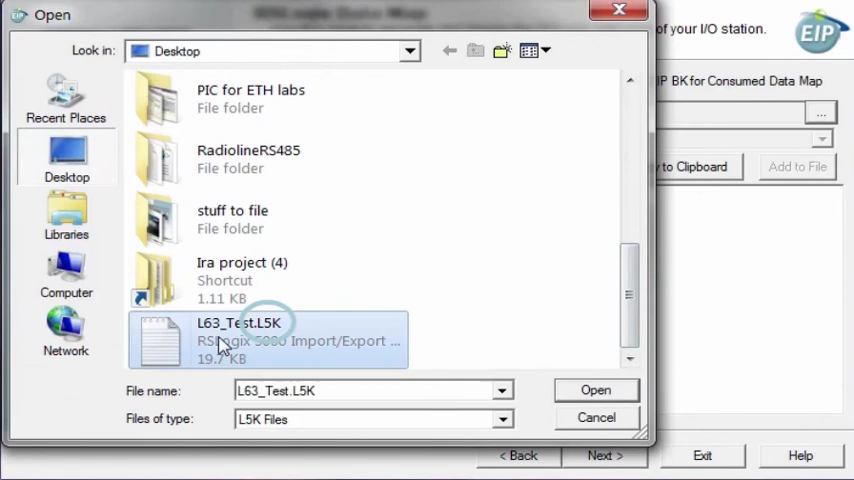 Open
of your I/O station.
EIP
Look in:
Desktop
IP BK for Consumed Data Map
...
PIC for ETH labs
File folder
Recent Places
RadiolineRS485
File folder
y to Clipboard
Add to File
Desktop
stuff to file
File folder
Libraries
Ira project (4)
Shortcut
1.11 KB
Computer
L63_Test.L5K
RSLogix 5000 Import/Export ...
19.7 KB
Network
File name:
L63_Test.L5K
Open
Files of type:
L5K Files
Cancel
< Back
Next >
Exit
Help